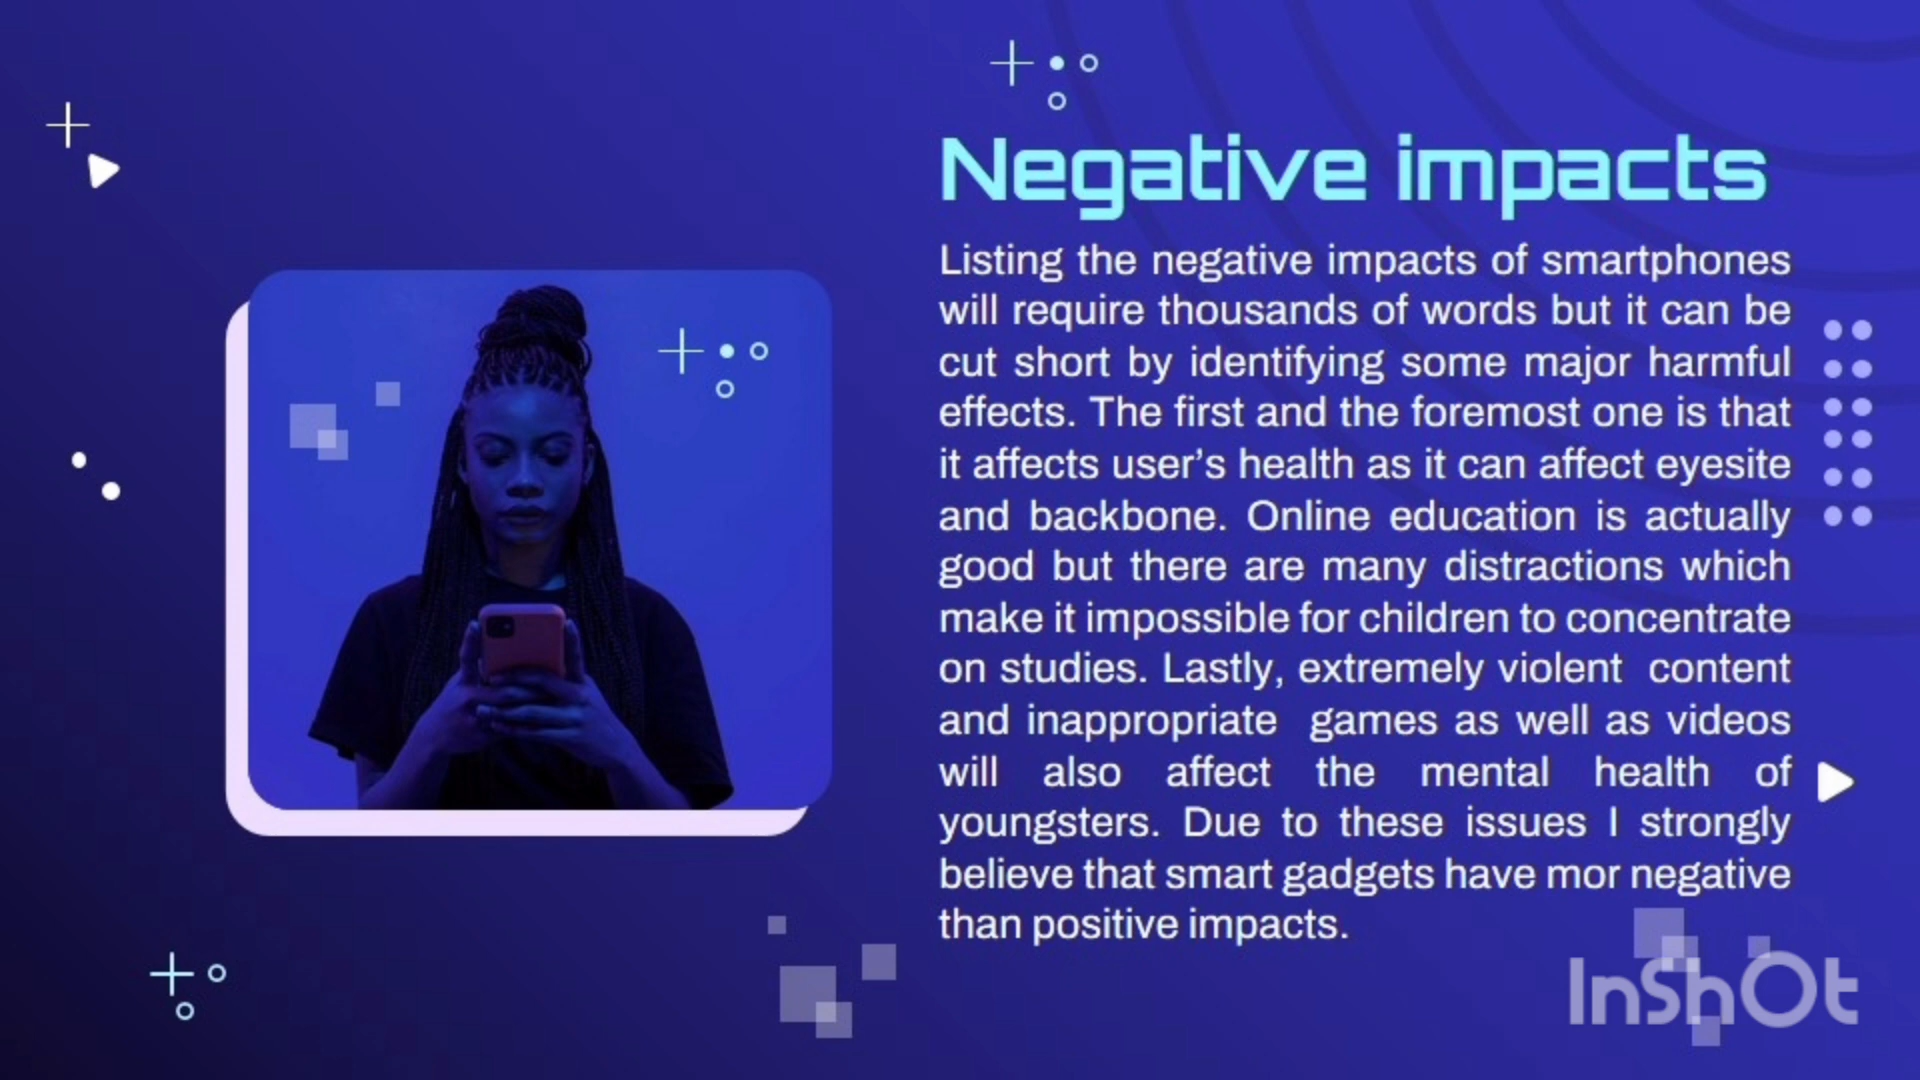 Negative impacts
Listing the negative impacts of smartphones
will require thousands of words but it can be
cut short by identifying some major harmful
effects. The first and the foremost one is that
it affects user’s health as it can affect eyesite
and backbone. Online education is actually
good but there are many distractions which
make it impossible for children to concentrate
on studies. Lastly, extremely violent content
and inappropriate games as well as videos
will also affect the mental health of
youngsters. Due to these issues I strongly
believe that smart gadgets have mor negative
than positive impacts.
InShOt